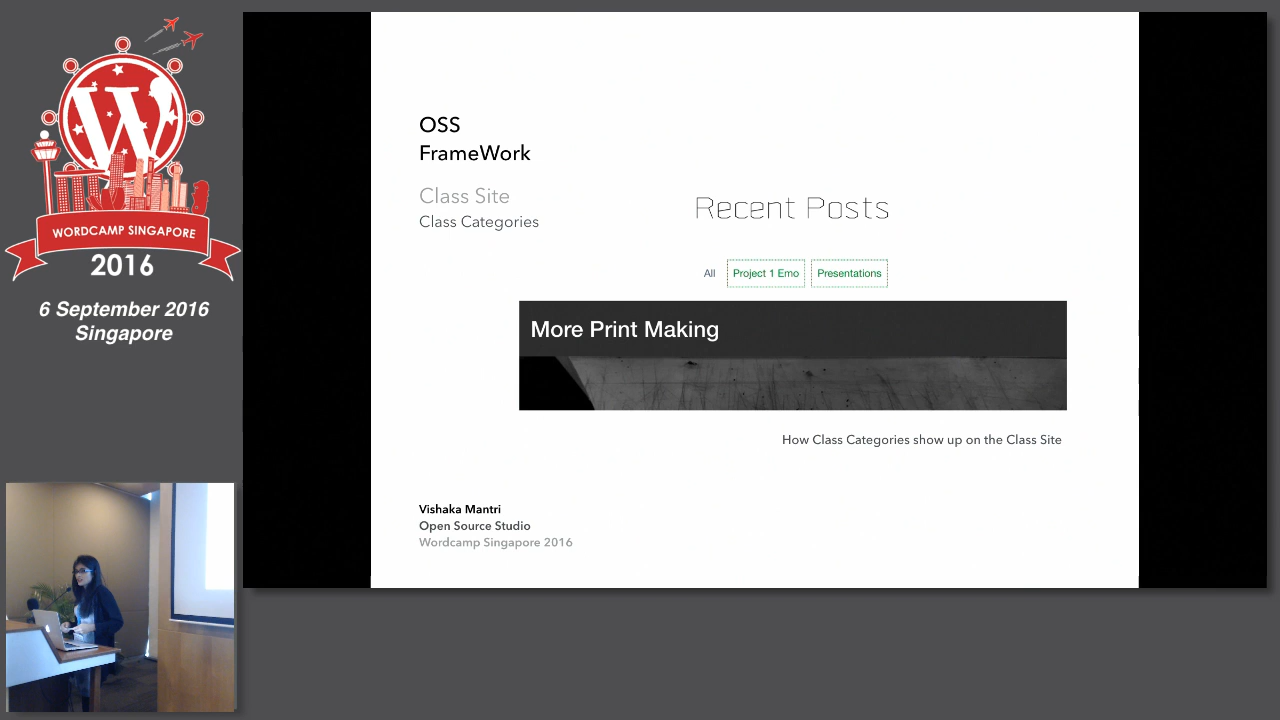 W
WORDCAMP SINGAPORE
2016
6 September 2016
Singapore
OSS
FrameWork
Class Site
Class Categories
Recent Posts
All Project 1 Emo Presentations
More Print Making
How Class Categories show up on the Class Site
Vishaka Mantri
Open Source Studio
Wordcamp Singapore 2016